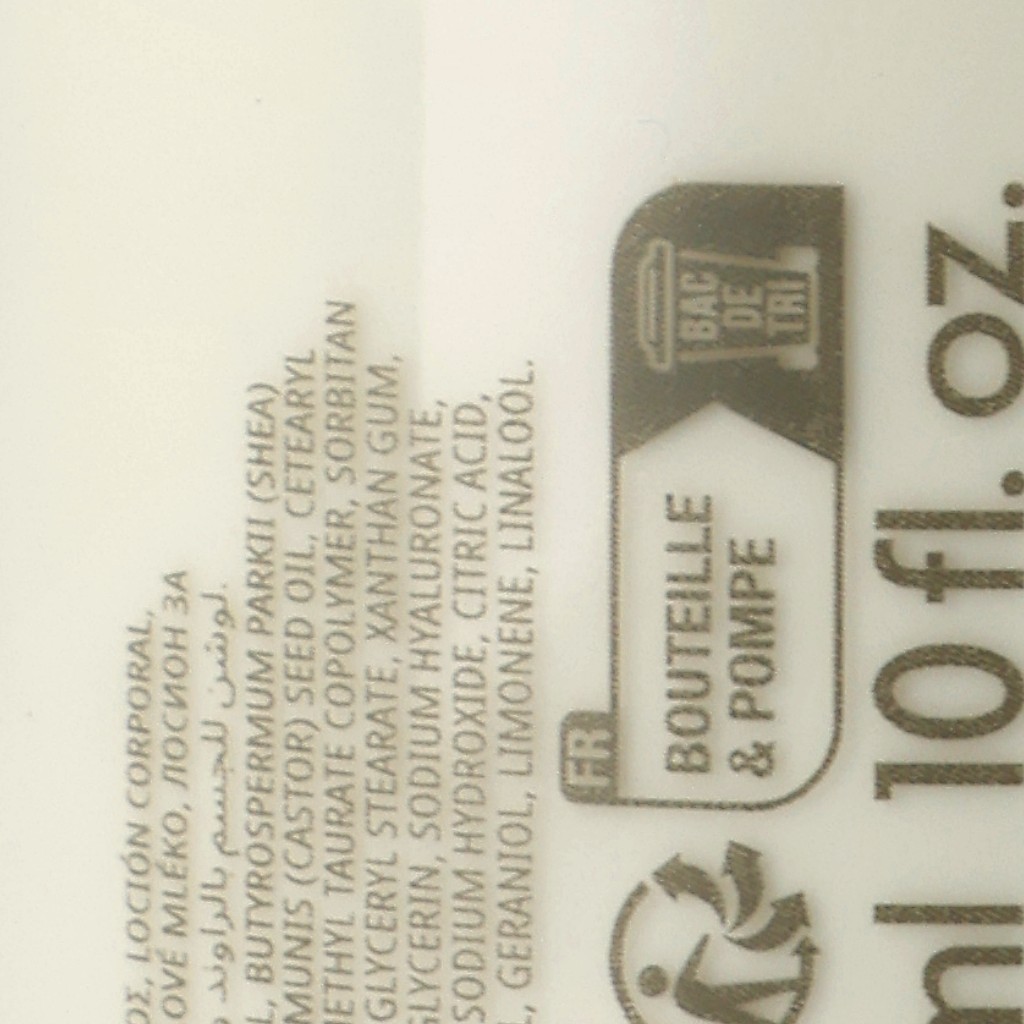 ΟΣ, LOCIÓN CORPORAL,
OVÉ MLÉKO, ЛОСИОН ЗА
لوشن للجسم بالراوند
BUTYROSPERMUM PARKII (SHEA)
MUNIS (CASTOR) SEED OIL, CETEARYL
METHYL TAURATE COPOLYMER, SORBITAN
GLYCERYL STEARATE, XANTHAN GUM,
GLYCERIN, SODIUM HYALURONATE,
SODIUM HYDROXIDE, CITRIC ACID,
GERANIOL, LIMONENE, LINALOOL.
FR
BOUTEILLE
& POMPE
BAC
DE
TRI
ml 10 fl. oz.